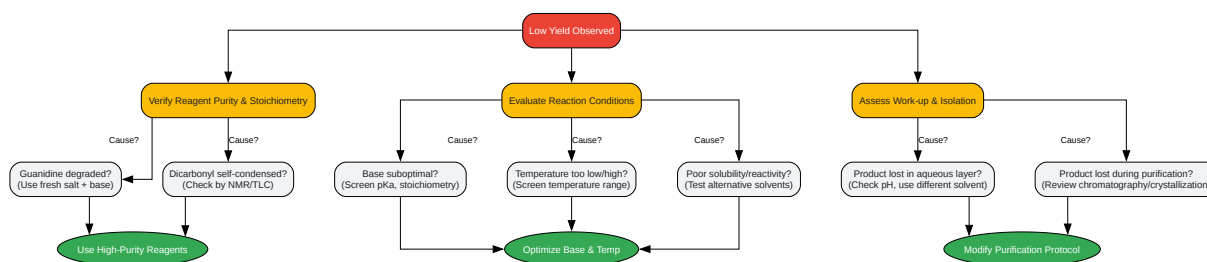 Low Yield Observed
Verify Reagent Purity & Stoichiometry
Evaluate Reaction Conditions
Assess Work-up & Isolation
Cause?
Cause?
Cause?
Cause?
Cause?
Cause?
Cause?
Guanidine degraded?
(Use fresh salt + base)
Dicarbonyl self-condensed?
(Check by NMR/TLC)
Base suboptimal?
(Screen pKa, stoichiometry)
Temperature too low/high?
(Screen temperature range)
Poor solubility/reactivity?
(Test alternative solvents)
Product lost in aqueous layer?
(Check pH, use different solvent)
Product lost during purification?
(Review chromatography/crystallization)
Use High-Purity Reagents
Optimize Base & Temp
Modify Purification Protocol